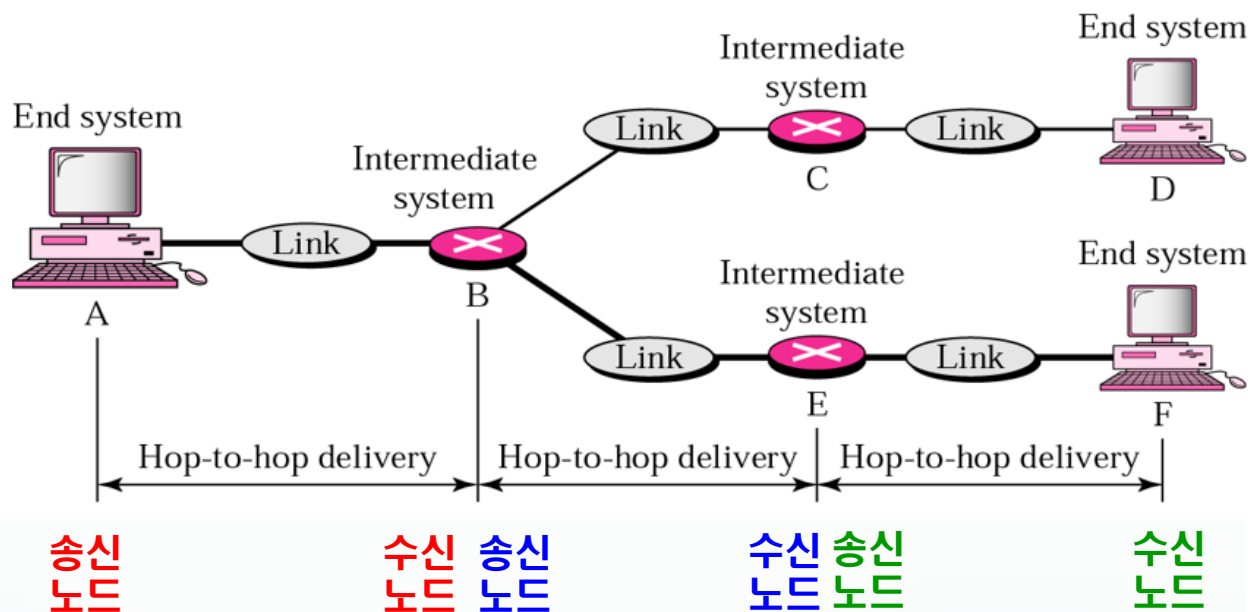 End system
Intermediate
system
End system
Link
Link
C
D
Intermediate
system
Link
A
B
Intermediate
system
End system
Link
Link
E
F
Hop-to-hop delivery
Hop-to-hop delivery
Hop-to-hop delivery
송신
노드
수신
노드
송신
노드
수신
노드
송신
노드
수신
노드